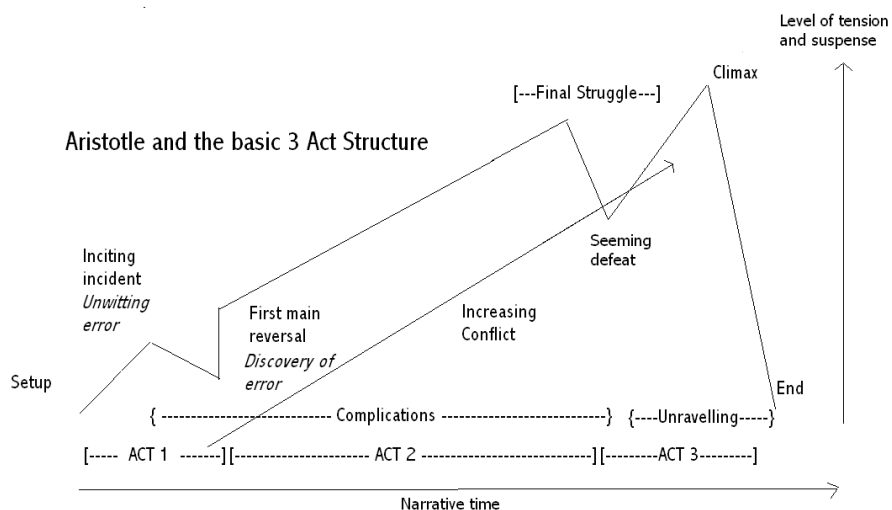 Level of tension
and suspense
Climax
[---Final Struggle ---]
Aristotle and the basic 3 Act Structure
Seeming
defeat
Inciting
incident
Unwitting
error
First main
reversal
Discovery of
error
Increasing
Conflict
Setup
End
{ ------------------------------ Complications ---------------------------- }
{----Unravelling-----}
[----- ACT 1 -------]
[----------------------- ACT 2 -----------------------------]
[---------ACT 3---------]
Narrative time